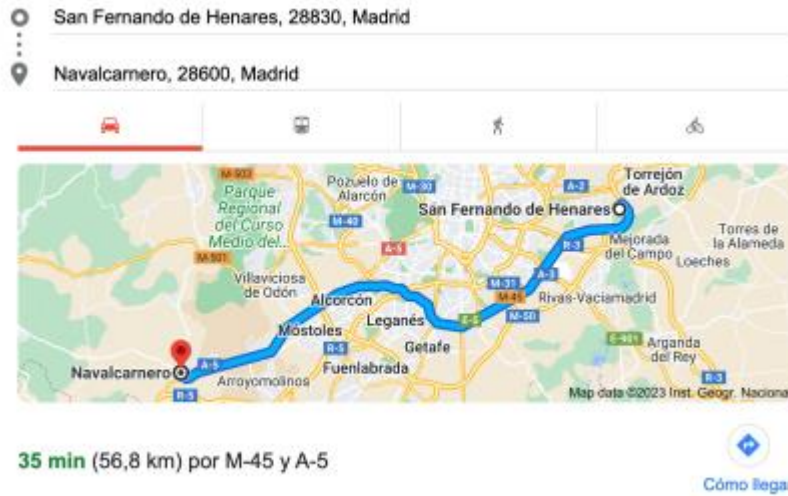 San Fernando de Henares, 28830, Madrid
Navalcarnero, 28600, Madrid
M-503
Parque
Regional
del Curso
Medio del...
Pozuelo de
Alarcón
M-30
M-40
A-2
Torrejón
de Ardoz
San Fernando de Henares
A-5
R-3
Mejorada
del Campo
Torres de
la Alameda
Loeches
M-501
Villaviciosa
de Odón
A-3
M-31
M-45
Rivas-Vaciamadrid
Alcorcón
Móstoles
Leganés
E-5
M-50
Getafe
R-5
Fuenlabrada
E-901
Arganda
del Rey
Navalcarnero
A-5
Arroyomolinos
R-5
R-3
Map data ©2023 Inst. Geogr. Naciona
35 min (56,8 km) por M-45 y A-5
Cómo llega